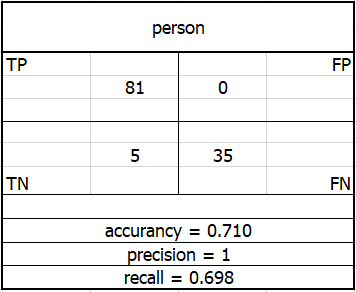 person
TP FP
81 0
5 35
TN FN
accurancy = 0.710
precision = 1
recall = 0.698